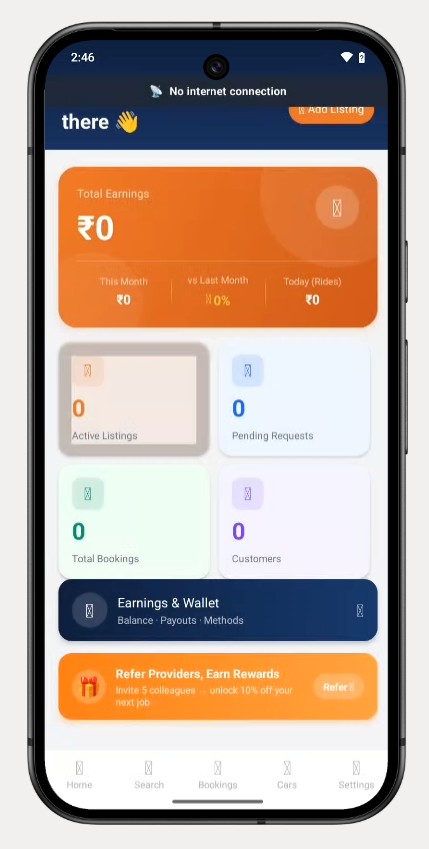 2:46
📡 No internet connection
Add Listing
there 👋
Total Earnings
₹0
This Month
vs Last Month
Today (Rides)
₹0
0%
₹0
0
Active Listings
0
Pending Requests
0
Total Bookings
0
Customers
Earnings & Wallet
Balance · Payouts · Methods
Refer Providers, Earn Rewards
Invite 5 colleagues → unlock 10% off your
next job
Refer
Home
Search
Bookings
Cars
Settings